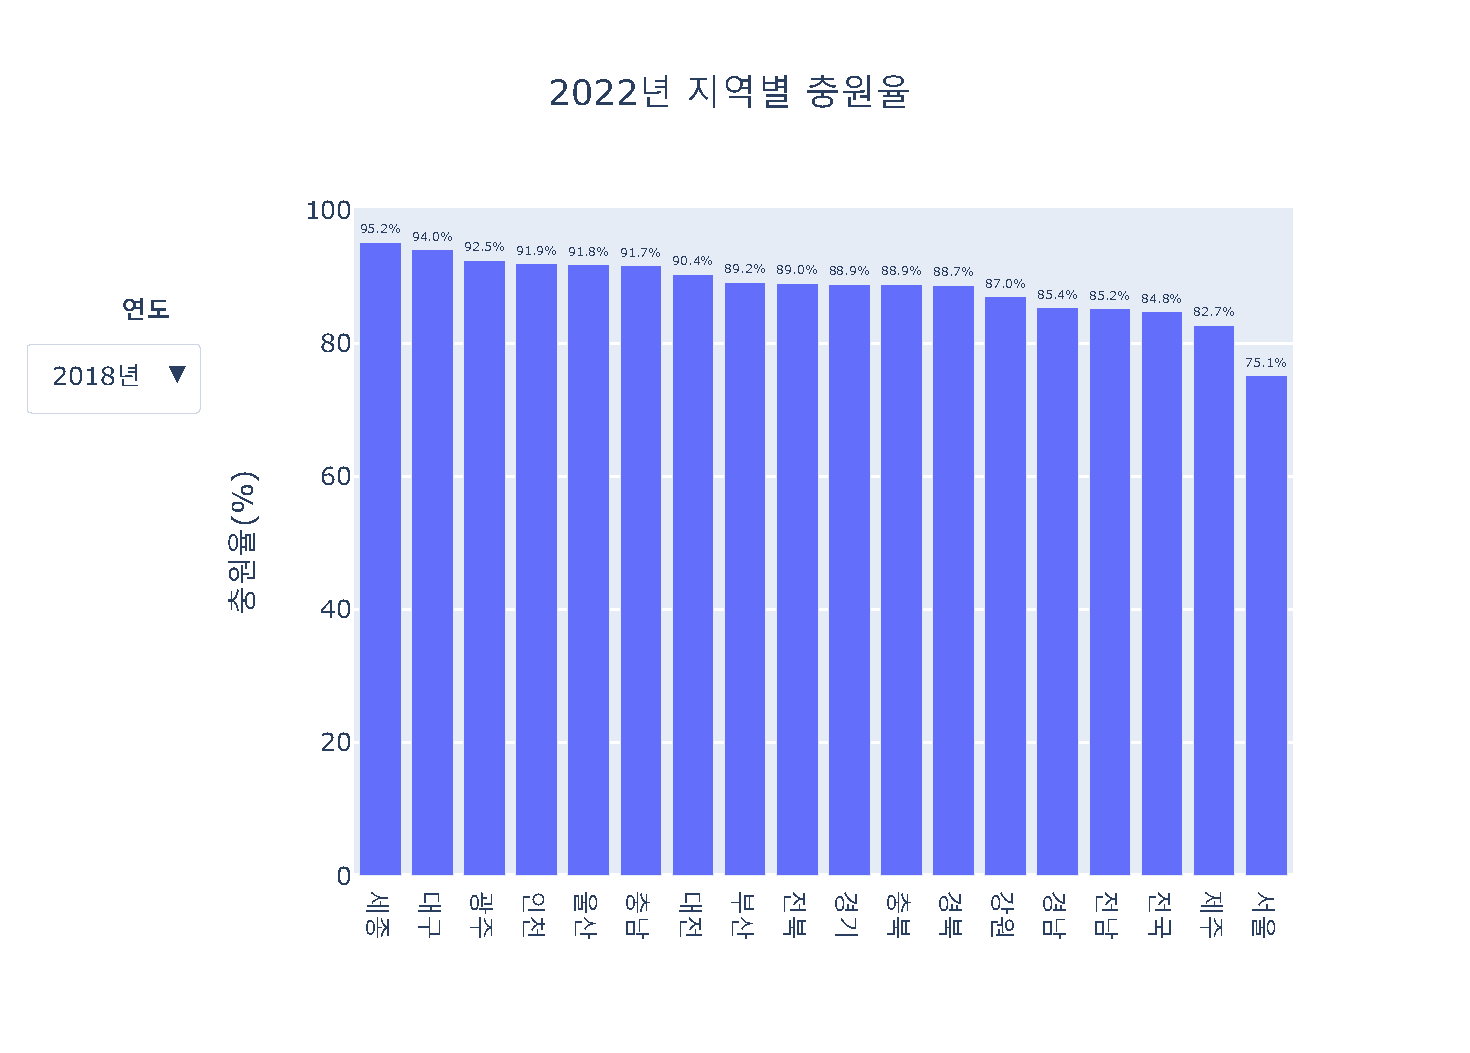 2022년 지역별 충원율
연도
2018년 ▼
충원율(%)
100
80
60
40
20
0
95.2%
94.0%
92.5%
91.9%
91.8%
91.7%
90.4%
89.2%
89.0%
88.9%
88.9%
88.7%
87.0%
85.4%
85.2%
84.8%
82.7%
75.1%
세종
대구
광주
인천
울산
충남
대전
부산
전북
경기
충북
경북
강원
경남
전남
전국
제주
서울